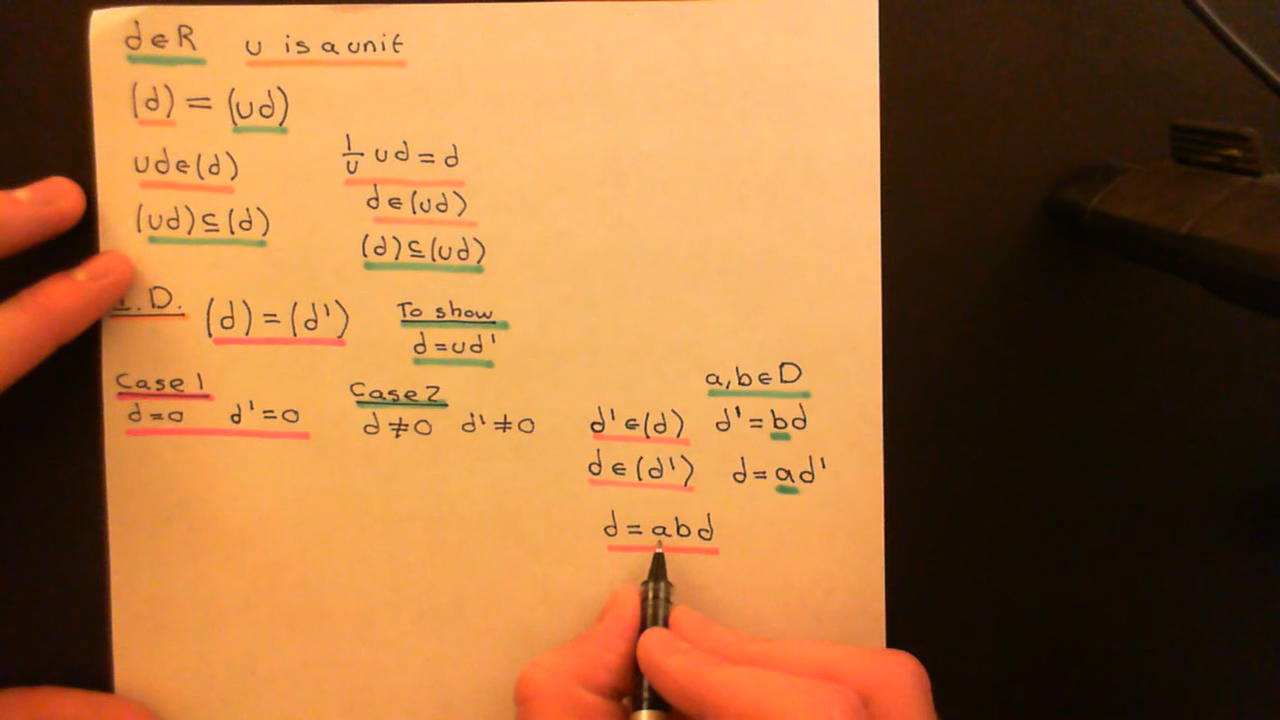 d∈R u is a unit
(d) = (ud)
ud∈(d) 1/u ud = d
d∈(ud)
(ud)⊆(d)
(d)⊆(ud)
.D. (d) = (d') To show
d=ud'
Case 1 Case 2 a,b∈D
d=0 d'=0 d≠0 d'≠0 d'∈(d) d'=bd
d∈(d') d=ad'
d=abd